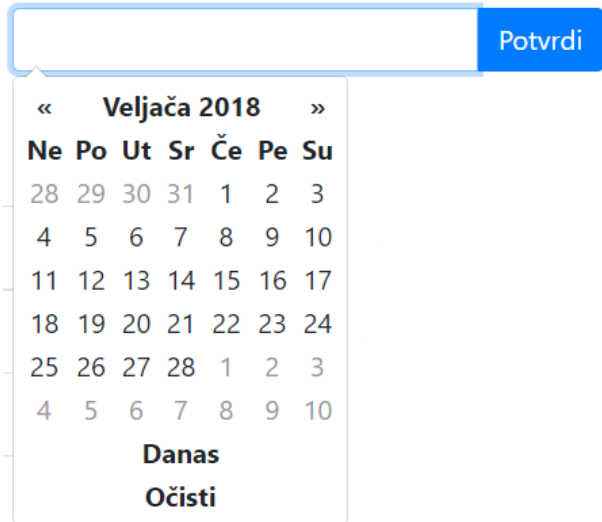 Potvrdi
« Veljača 2018 »
Ne Po Ut Sr Če Pe Su
28 29 30 31 1 2 3
4 5 6 7 8 9 10
11 12 13 14 15 16 17
18 19 20 21 22 23 24
25 26 27 28 1 2 3
4 5 6 7 8 9 10
Danas
Očisti